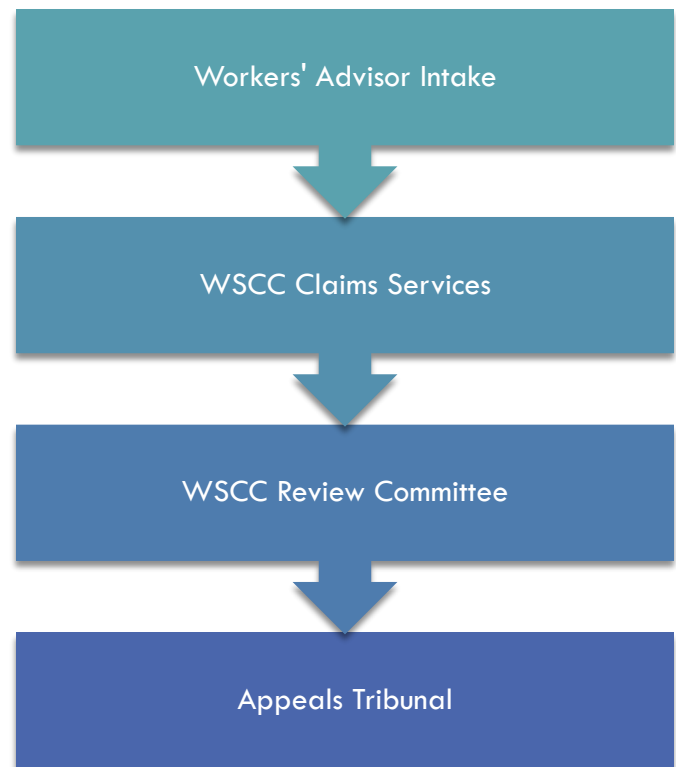 Workers' Advisor Intake
WSCC Claims Services
WSCC Review Committee
Appeals Tribunal